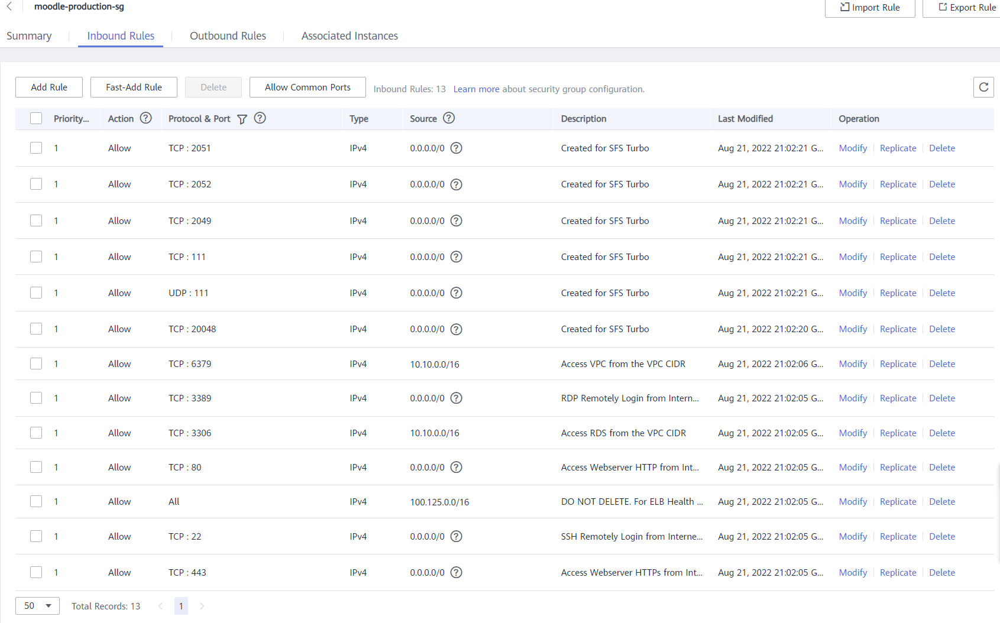 moodle-production-sg
Import Rule
Export Rule
Summary
Inbound Rules
Outbound Rules
Associated Instances
Add Rule
Fast-Add Rule
Delete
Allow Common Ports
Inbound Rules: 13 Learn more about security group configuration.
Priority... Action ? Protocol & Port ? Type Source ? Description Last Modified Operation
1 Allow TCP : 2051 IPv4 0.0.0.0/0 ? Created for SFS Turbo Aug 21, 2022 21:02:21 G... Modify Replicate Delete
1 Allow TCP : 2052 IPv4 0.0.0.0/0 ? Created for SFS Turbo Aug 21, 2022 21:02:21 G... Modify Replicate Delete
1 Allow TCP : 2049 IPv4 0.0.0.0/0 ? Created for SFS Turbo Aug 21, 2022 21:02:21 G... Modify Replicate Delete
1 Allow TCP : 111 IPv4 0.0.0.0/0 ? Created for SFS Turbo Aug 21, 2022 21:02:21 G... Modify Replicate Delete
1 Allow UDP : 111 IPv4 0.0.0.0/0 ? Created for SFS Turbo Aug 21, 2022 21:02:21 G... Modify Replicate Delete
1 Allow TCP : 20048 IPv4 0.0.0.0/0 ? Created for SFS Turbo Aug 21, 2022 21:02:20 G... Modify Replicate Delete
1 Allow TCP : 6379 IPv4 10.10.0.0/16 Access VPC from the VPC CIDR Aug 21, 2022 21:02:06 G... Modify Replicate Delete
1 Allow TCP : 3389 IPv4 0.0.0.0/0 ? RDP Remotely Login from Intern... Aug 21, 2022 21:02:05 G... Modify Replicate Delete
1 Allow TCP : 3306 IPv4 10.10.0.0/16 Access RDS from the VPC CIDR Aug 21, 2022 21:02:05 G... Modify Replicate Delete
1 Allow TCP : 80 IPv4 0.0.0.0/0 ? Access Webserver HTTP from Int... Aug 21, 2022 21:02:05 G... Modify Replicate Delete
1 Allow All IPv4 100.125.0.0/16 DO NOT DELETE. For ELB Health ... Aug 21, 2022 21:02:05 G... Modify Replicate Delete
1 Allow TCP : 22 IPv4 0.0.0.0/0 ? SSH Remotely Login from Interne... Aug 21, 2022 21:02:05 G... Modify Replicate Delete
1 Allow TCP : 443 IPv4 0.0.0.0/0 ? Access Webserver HTTPs from Int... Aug 21, 2022 21:02:05 G... Modify Replicate Delete
50 Total Records: 13 < 1 >